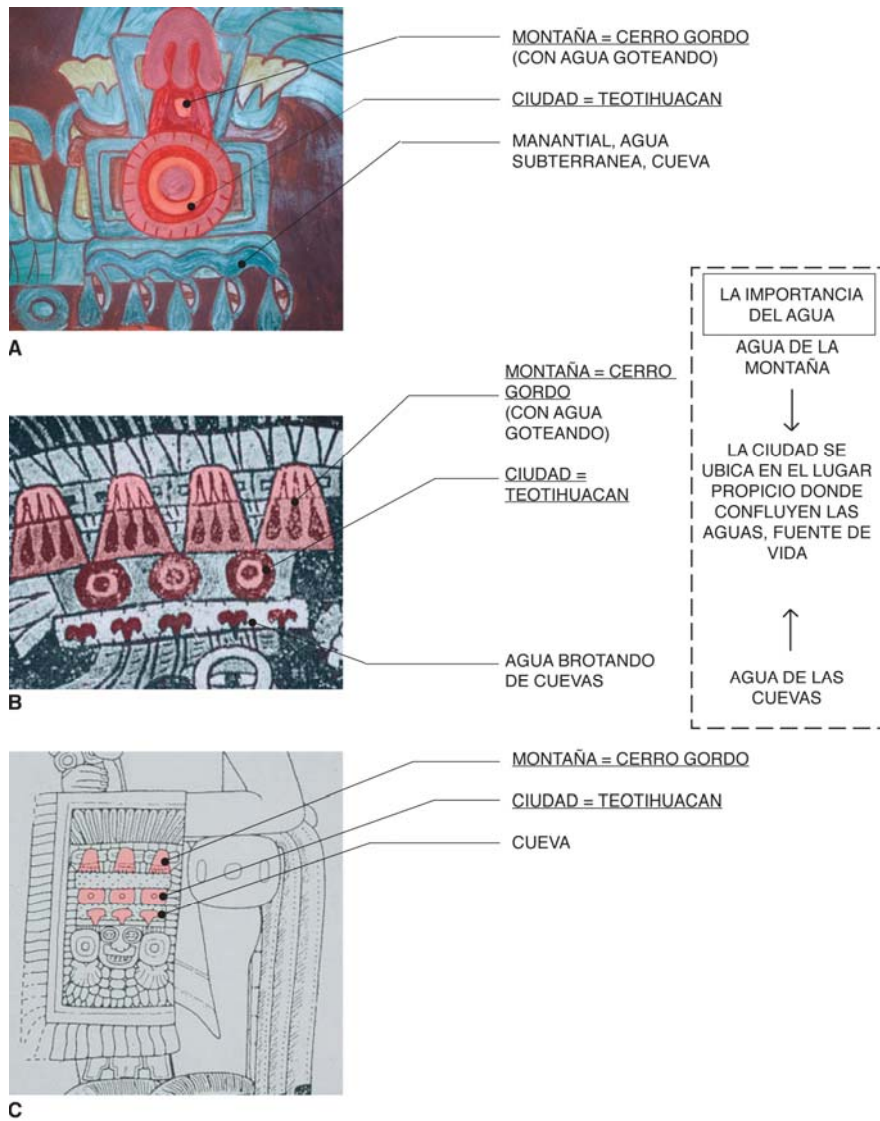 MONTAÑA = CERRO GORDO
(CON AGUA GOTEANDO)
CIUDAD = TEOTIHUACAN
MANANTIAL, AGUA
SUBTERRANEA, CUEVA
A
LA IMPORTANCIA
DEL AGUA
AGUA DE LA
MONTAÑA
LA CIUDAD SE
UBICA EN EL LUGAR
PROPICIO DONDE
CONFLUYEN LAS
AGUAS, FUENTE DE
VIDA
AGUA DE LAS
CUEVAS
MONTAÑA = CERRO
GORDO
(CON AGUA
GOTEANDO)
CIUDAD =
TEOTIHUACAN
AGUA BROTANDO
DE CUEVAS
B
MONTAÑA = CERRO GORDO
CIUDAD = TEOTIHUACAN
CUEVA
C